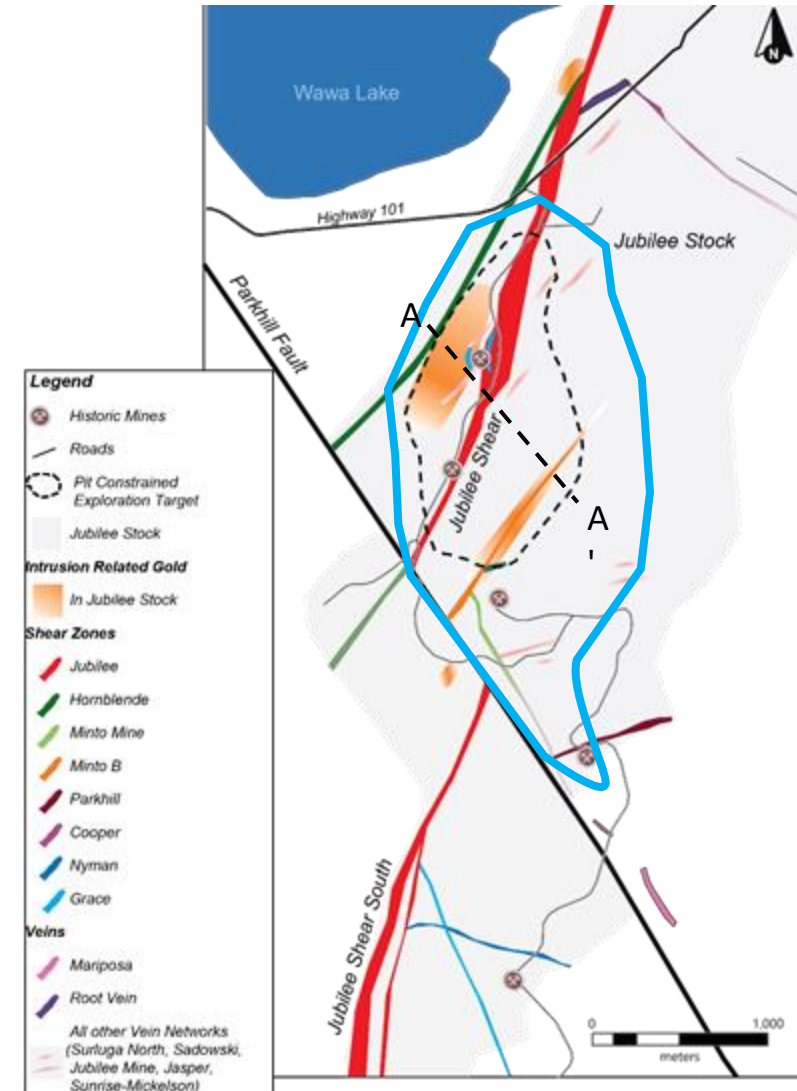 N
Wawa Lake
Highway 101
Jubilee Stock
Parkhill Fault
A
Jubilee Shear
A
'
Jubilee Shear South
Legend
Historic Mines
Roads
Pit Constrained
Exploration Target
Jubilee Stock
Intrusion Related Gold
In Jubilee Stock
Shear Zones
Jubilee
Hornblende
Minto Mine
Minto B
Parkhill
Cooper
Nyman
Grace
Veins
Mariposa
Root Vein
All other Vein Networks
(Surluga North, Sadowski,
Jubilee Mine, Jasper,
Sunrise-Mickelson)
0 1,000
meters